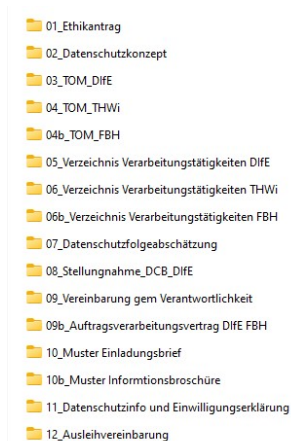 01_Ethikantrag
02_Datenschutzkonzept
03_TOM_DIfE
04_TOM_THWi
04b_TOM_FBH
05_Verzeichnis Verarbeitungstätigkeiten DIfE
06_Verzeichnis Verarbeitungstätigkeiten THWi
06b_Verzeichnis Verarbeitungstätigkeiten FBH
07_Datenschutzfolgeabschätzung
08_Stellungnahme_DCB_DIfE
09_Vereinbarung gem Verantwortlichkeit
09b_Auftragsverarbeitungsvertrag DIfE FBH
10_Muster Einladungsbrief
10b_Muster Informtionsbroschüre
11_Datenschutzinfo und Einwilligungserklärung
12_Ausleihvereinbarung